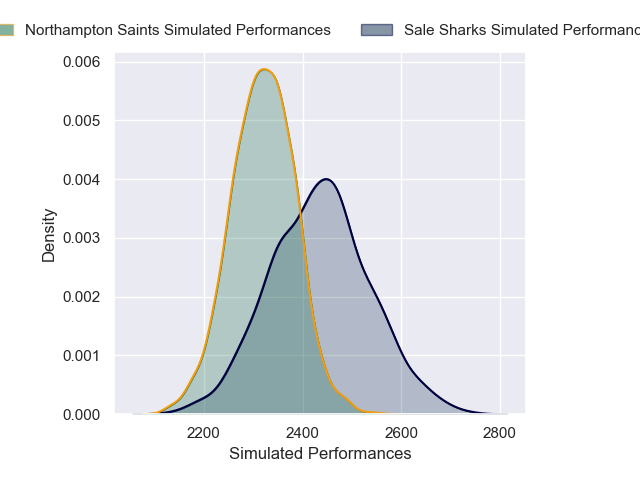 Northampton Saints Simulated Performances
Sale Sharks Simulated
0.006
0.005
0.004
0.003
0.002
0.001
0.000
Density
2200 2400 2600 2800
Simulated Performances